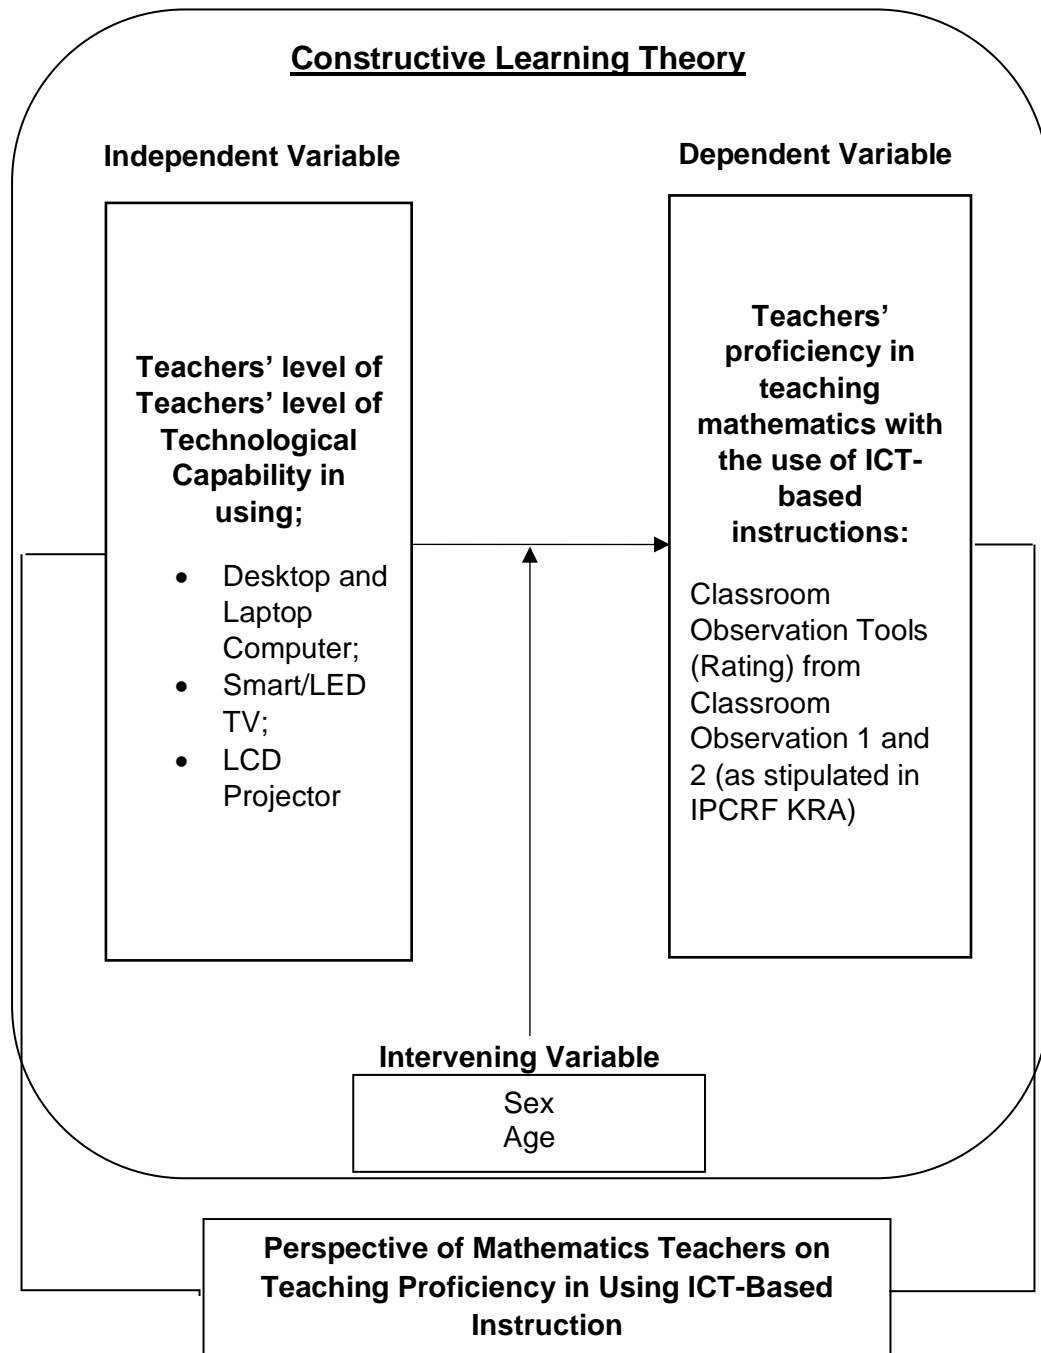 Constructive Learning Theory
Independent Variable
Dependent Variable
Teachers’ level of
Teachers’ level of
Technological
Capability in
using;
• Desktop and
Laptop
Computer;
• Smart/LED
TV;
• LCD
Projector
Teachers’
proficiency in
teaching
mathematics with
the use of ICT-
based
instructions:
Classroom
Observation Tools
(Rating) from
Classroom
Observation 1 and
2 (as stipulated in
IPCRF KRA)
Intervening Variable
Sex
Age
Perspective of Mathematics Teachers on
Teaching Proficiency in Using ICT-Based
Instruction